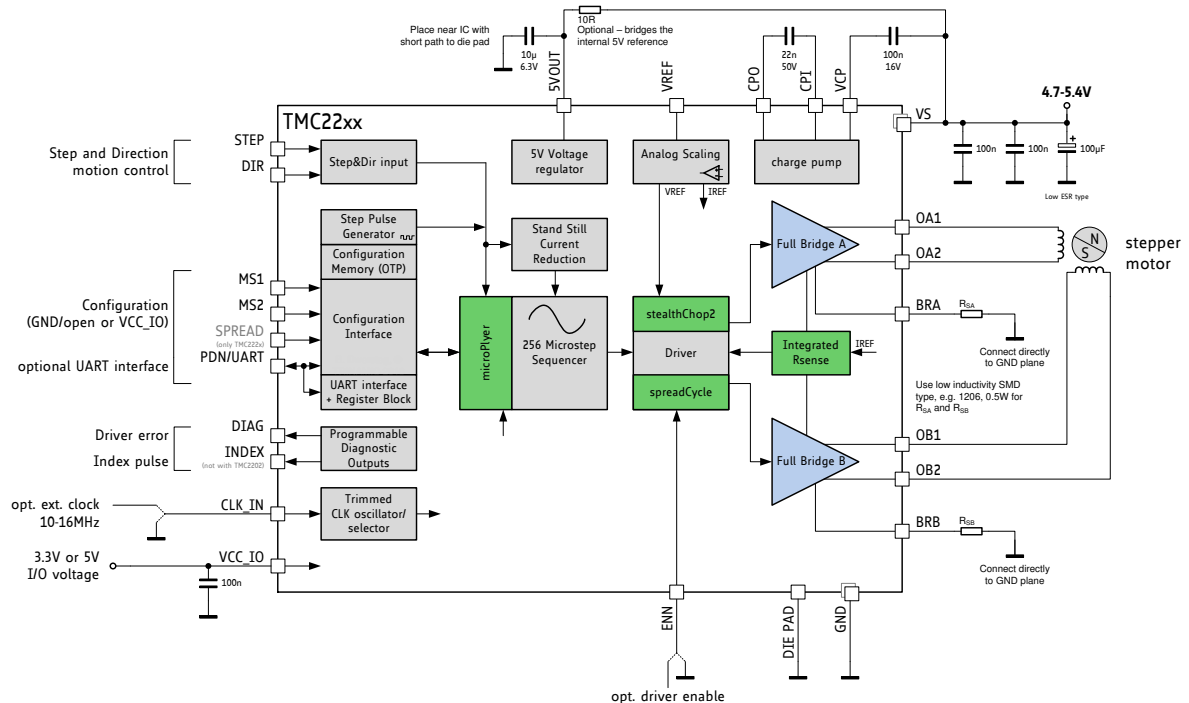 Place near IC with
short path to die pad
10µ
6.3V
10R
Optional – bridges the
internal 5V reference
22n
50V
100n
16V
5VOUT
VREF
CPO
CPI
VCP
4.7-5.4V
VS
100n
100n
100µF
+
Low ESR type
TMC22xx
Step and Direction
motion control
STEP
DIR
Step&Dir input
5V Voltage
regulator
Analog Scaling
VREF
IREF
charge pump
Step Pulse
Generator
Configuration
Memory (OTP)
Configuration
Interface
UART interface
+ Register Block
Stand Still
Current
Reduction
Full Bridge A
OA1
OA2
N
S
stepper
motor
Configuration
(GND/open or VCC_IO)
optional UART interface
MS1
MS2
SPREAD
(only TMC222x)
PDN/UART
microPlyer
256 Microstep
Sequencer
stealthChop2
Driver
spreadCycle
Integrated
Rsense
IREF
BRA
RSA
Connect directly
to GND plane
Use low inductivity SMD
type, e.g. 1206, 0.5W for
RSA and RSB
Driver error
Index pulse
DIAG
INDEX
(not with TMC2202)
Programmable
Diagnostic
Outputs
Full Bridge B
OB1
OB2
opt. ext. clock
10-16MHz
CLK_IN
Trimmed
CLK oscillator/
selector
BRB
RSB
Connect directly
to GND plane
3.3V or 5V
I/O voltage
VCC_IO
100n
ENN
DIE PAD
GND
opt. driver enable